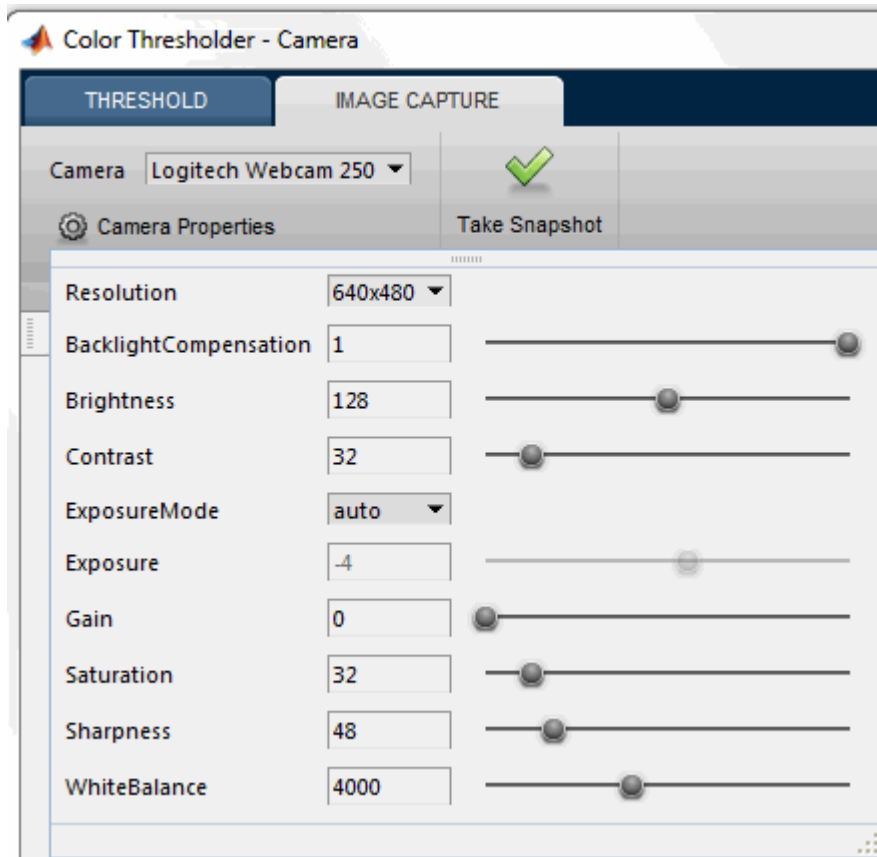 Color Thresholder - Camera
THRESHOLD IMAGE CAPTURE
Camera Logitech Webcam 250
Camera Properties Take Snapshot
Resolution 640x480
BacklightCompensation 1
Brightness 128
Contrast 32
ExposureMode auto
Exposure -4
Gain 0
Saturation 32
Sharpness 48
WhiteBalance 4000